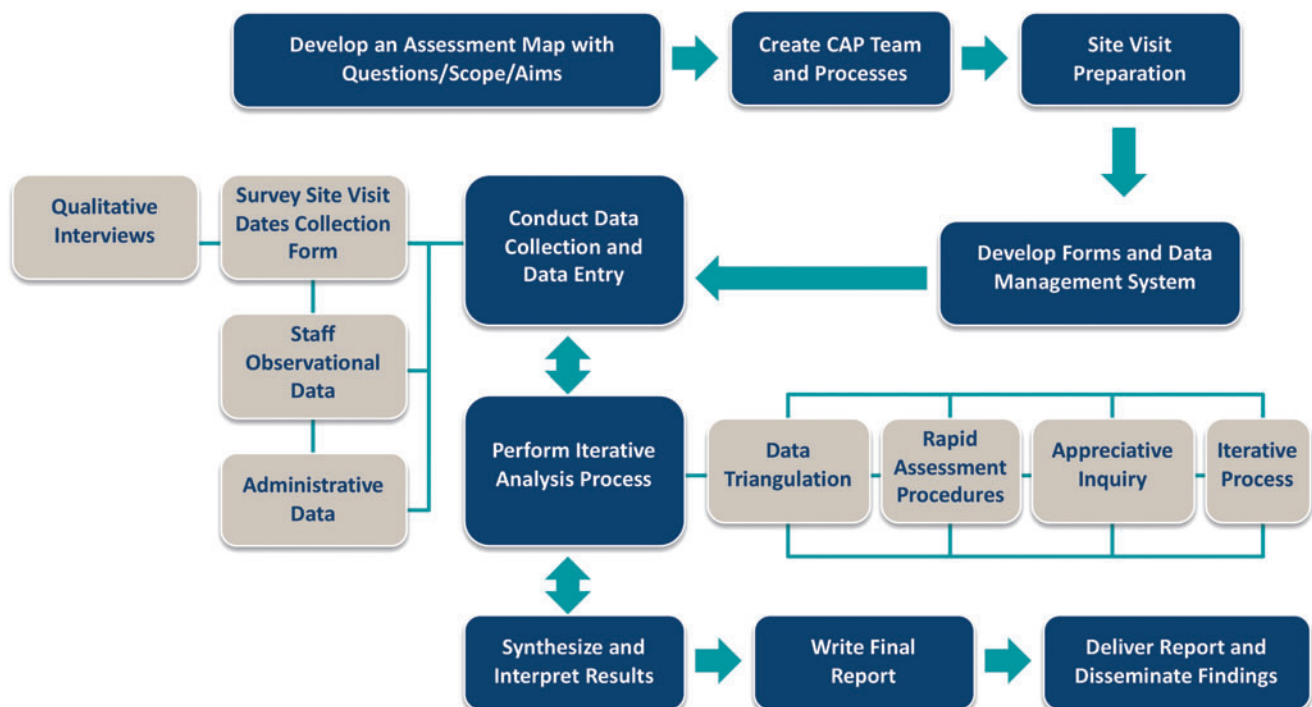 Develop an Assessment Map with
Questions/Scope/Aims
Create CAP Team
and Processes
Site Visit
Preparation
Qualitative
Interviews
Survey Site Visit
Dates Collection
Form
Conduct Data
Collection and
Data Entry
Develop Forms and Data
Management System
Staff
Observational
Data
Administrative
Data
Perform Iterative
Analysis Process
Data
Triangulation
Rapid
Assessment
Procedures
Appreciative
Inquiry
Iterative
Process
Synthesize and
Interpret Results
Write Final
Report
Deliver Report and
Disseminate Findings